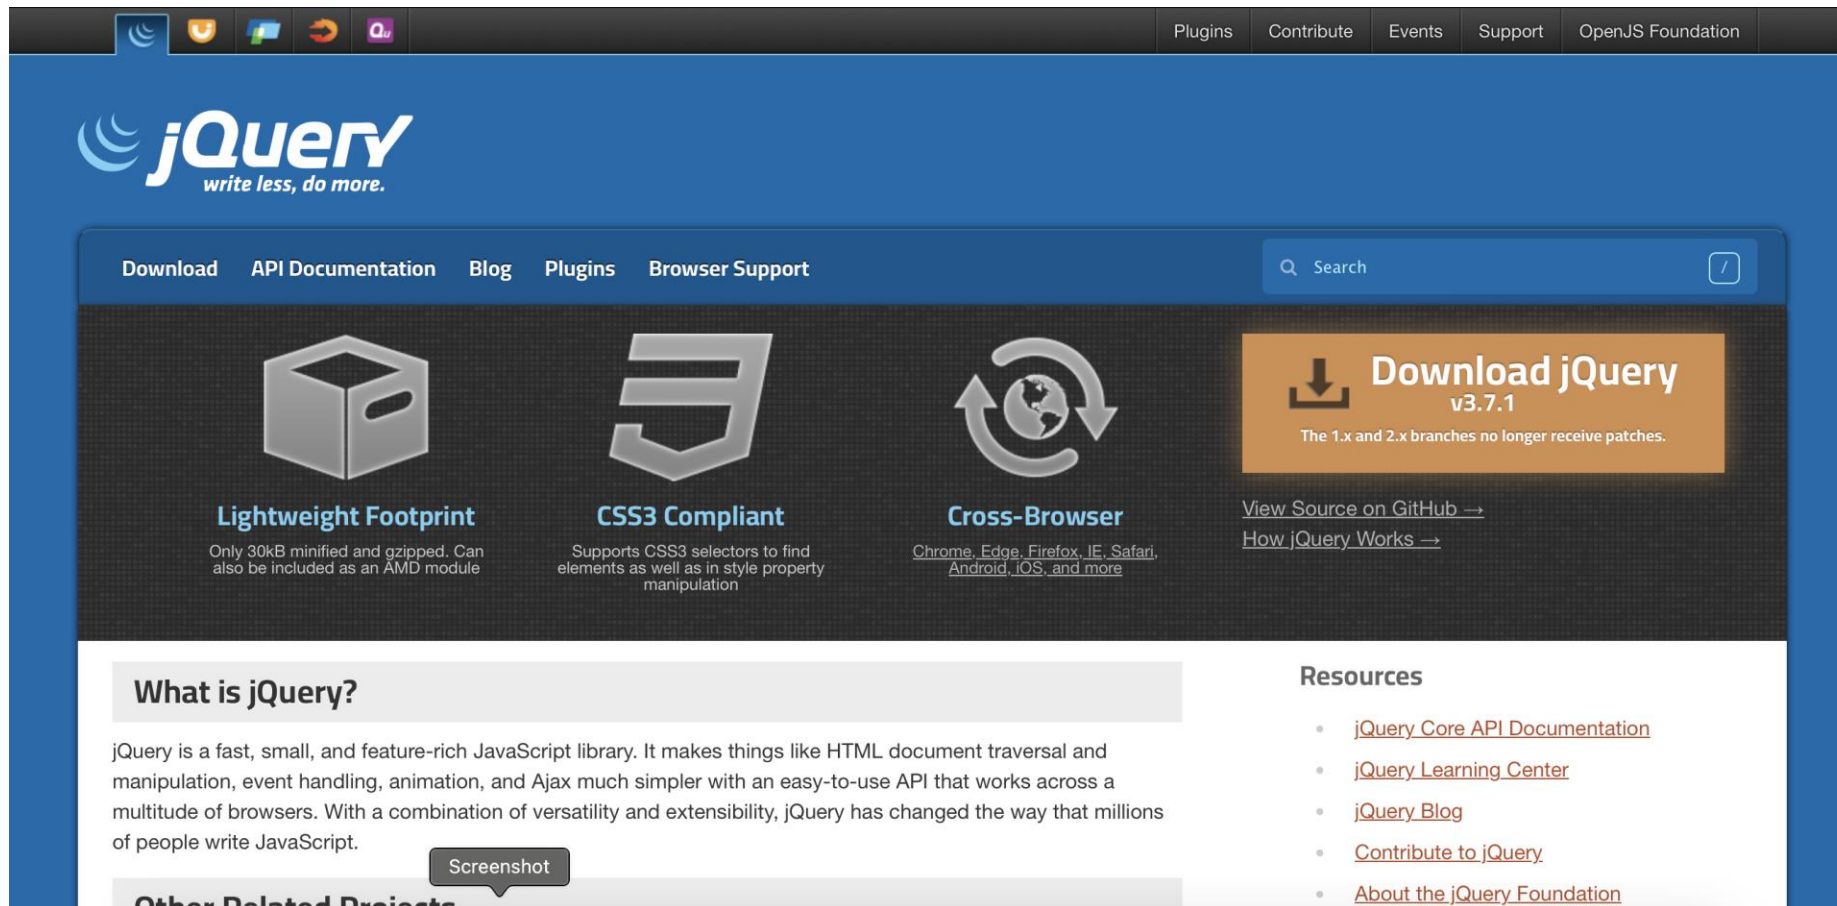 Qu
Plugins
Contribute
Events
Support
OpenJS Foundation
jQuery
write less, do more.
Download
API Documentation
Blog
Plugins
Browser Support
Search
/
Lightweight Footprint
Only 30kB minified and gzipped. Can
also be included as an AMD module
CSS3 Compliant
Supports CSS3 selectors to find
elements as well as in style property
manipulation
Cross-Browser
Chrome, Edge, Firefox, IE, Safari,
Android, iOS, and more
Download jQuery
v3.7.1
The 1.x and 2.x branches no longer receive patches.
View Source on GitHub →
How jQuery Works →
What is jQuery?
jQuery is a fast, small, and feature-rich JavaScript library. It makes things like HTML document traversal and
manipulation, event handling, animation, and Ajax much simpler with an easy-to-use API that works across a
multitude of browsers. With a combination of versatility and extensibility, jQuery has changed the way that millions
of people write JavaScript.
Screenshot
Other Related Projects
Resources
jQuery Core API Documentation
jQuery Learning Center
jQuery Blog
Contribute to jQuery
About the jQuery Foundation